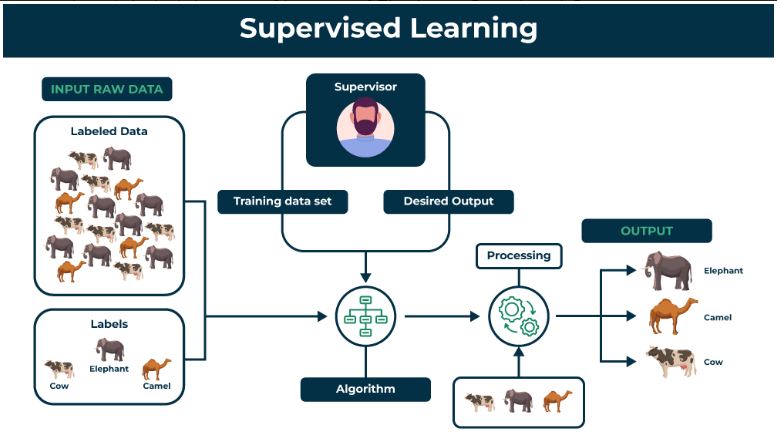 Supervised Learning
INPUT RAW DATA
Labeled Data
Supervisor
Training data set
Desired Output
Processing
OUTPUT
Elephant
Camel
Cow
Labels
Elephant
Cow
Camel
Algorithm